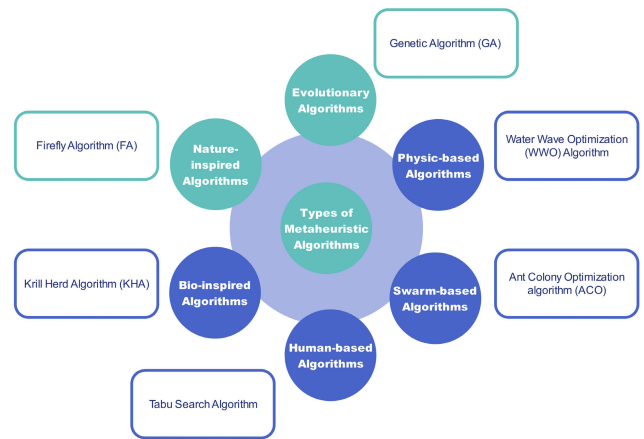 Genetic Algorithm (GA)
Evolutionary
Algorithms
Firefly Algorithm (FA)
Nature-
inspired
Algorithms
Physic-based
Algorithms
Water Wave Optimization
(WWO) Algorithm
Types of
Metaheuristic
Algorithms
Krill Herd Algorithm (KHA)
Bio-inspired
Algorithms
Swarm-based
Algorithms
Ant Colony Optimization
algorithm (ACO)
Human-based
Algorithms
Tabu Search Algorithm